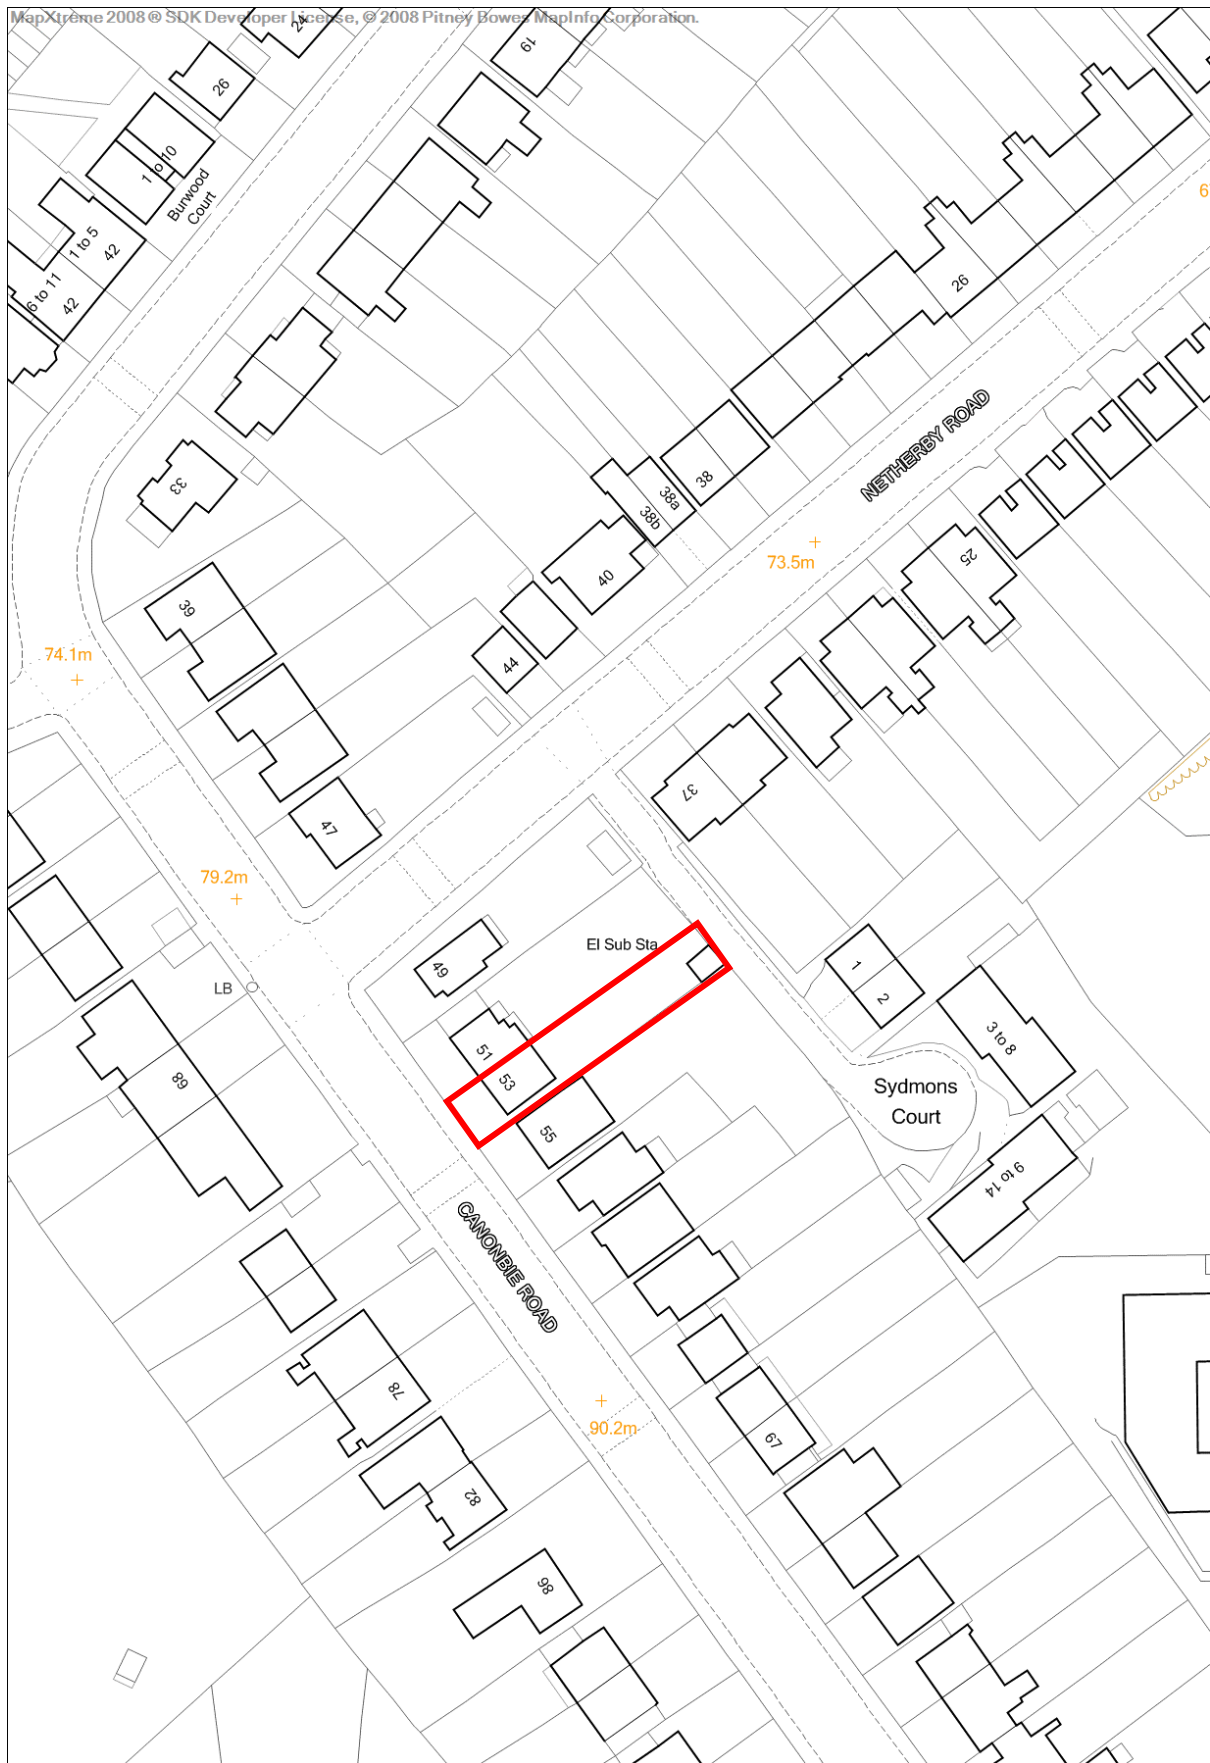 MapXtreme 2008 ® SDK Developer License, © 2008 Pitney Bowes MapInfo Corporation.
24
19
26
1 to 10
Burwood
Court
1 to 5
42
6 to 11
42
6
26
NETHERBY ROAD
38
38a
38b
33
73.5m
25
40
39
44
74.1m
37
47
79.2m
El Sub Sta
49
1
2
LB
51
53
3 to 8
68
Sydmons
Court
55
9 to 14
CANONBIE ROAD
78
90.2m
67
82
86